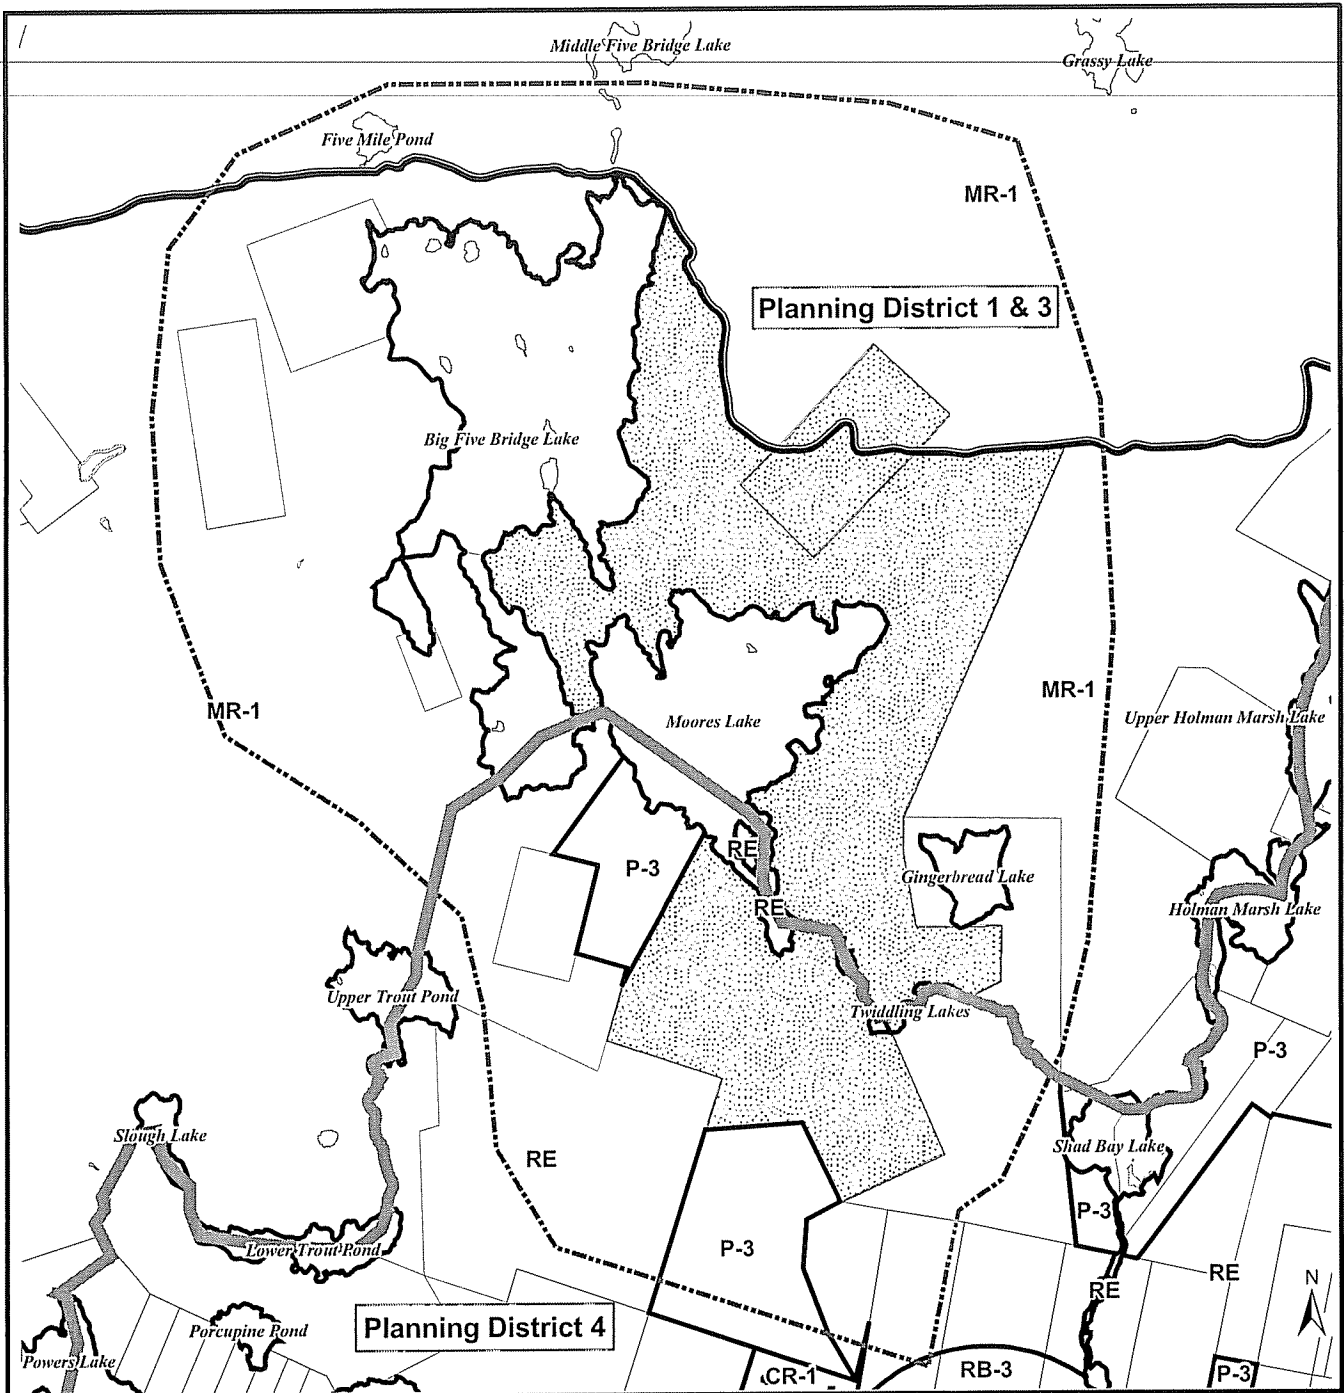 Middle Five Bridge Lake
Grassy Lake
Five Mile Pond
MR-1
Planning District 1 & 3
Big Five Bridge Lake
MR-1
MR-1
Moores Lake
Upper Holman Marsh Lake
RE
P-3
Gingerbread Lake
RE
Holman Marsh Lake
Upper Trout Pond
Twiddling Lakes
P-3
Slough Lake
Shad Bay Lake
RE
P-3
Lower Trout Pond
P-3
RE
N
RE
Planning District 4
Porcupine Pond
Powers Lake
CR-1
RB-3
P-3